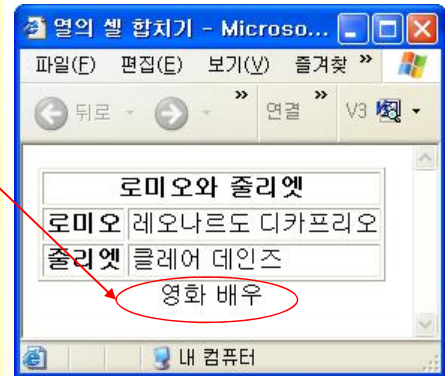 열의 셀 합치기 - Microso...
파일(F) 편집(E) 보기(V) 즐겨찾 »
뒤로 » 연결 » V3
로미오와 줄리엣
로미오 레오나르도 디카프리오
줄리엣 클레어 데인즈
영화 배우
내 컴퓨터